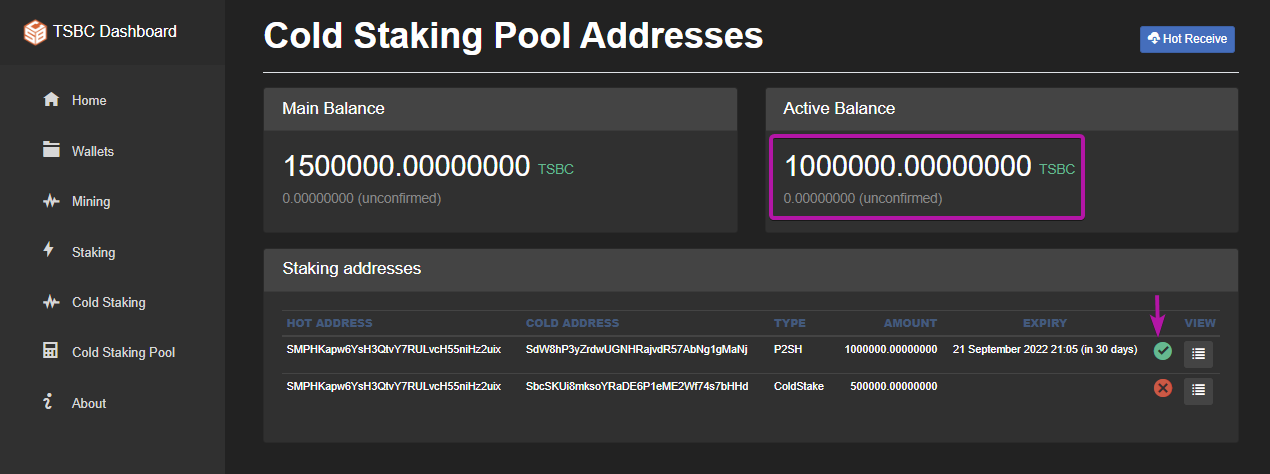 TSBC Dashboard
Home
Wallets
Mining
Staking
Cold Staking
Cold Staking Pool
About
Cold Staking Pool Addresses
Hot Receive
Main Balance
1500000.00000000 TSBC
0.00000000 (unconfirmed)
Active Balance
1000000.00000000 TSBC
0.00000000 (unconfirmed)
Staking addresses
HOT ADDRESS COLD ADDRESS TYPE AMOUNT EXPIRY VIEW
SMPHKapw6YsH3QtvY7RULvcH55niHz2uix SdW8hP3yZrdwUGNHRajvdR57AbNg1gMaNj P2SH 1000000.00000000 21 September 2022 21:05 (in 30 days)
SMPHKapw6YsH3QtvY7RULvcH55niHz2uix SbcSKUi8mksoYRaDE6P1eME2Wf74s7bHHd ColdStake 500000.00000000